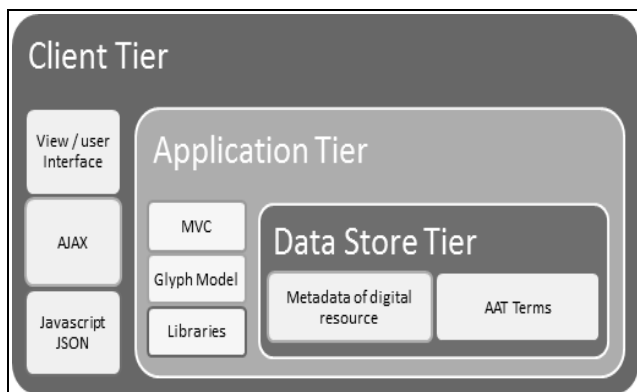 Client Tier
View / user
Interface
AJAX
Javascript
JSON
Application Tier
MVC
Glyph Model
Libraries
Data Store Tier
Metadata of digital
resource
AAT Terms